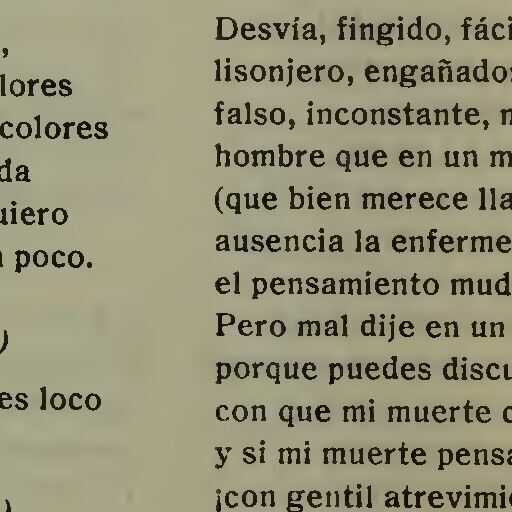 ,
lores
colores
da
uiero
poco.
)
es loco
)
Desvía, fingido, fáci
lisonjero, engañado
falso, inconstante,
hombre que en un m
(que bien merece lla
ausencia la enferme
el pensamiento mud
Pero mal dije en un
porque puedes discu
con que mi muerte c
y si mi muerte pensa
¡con gentil atrevimi